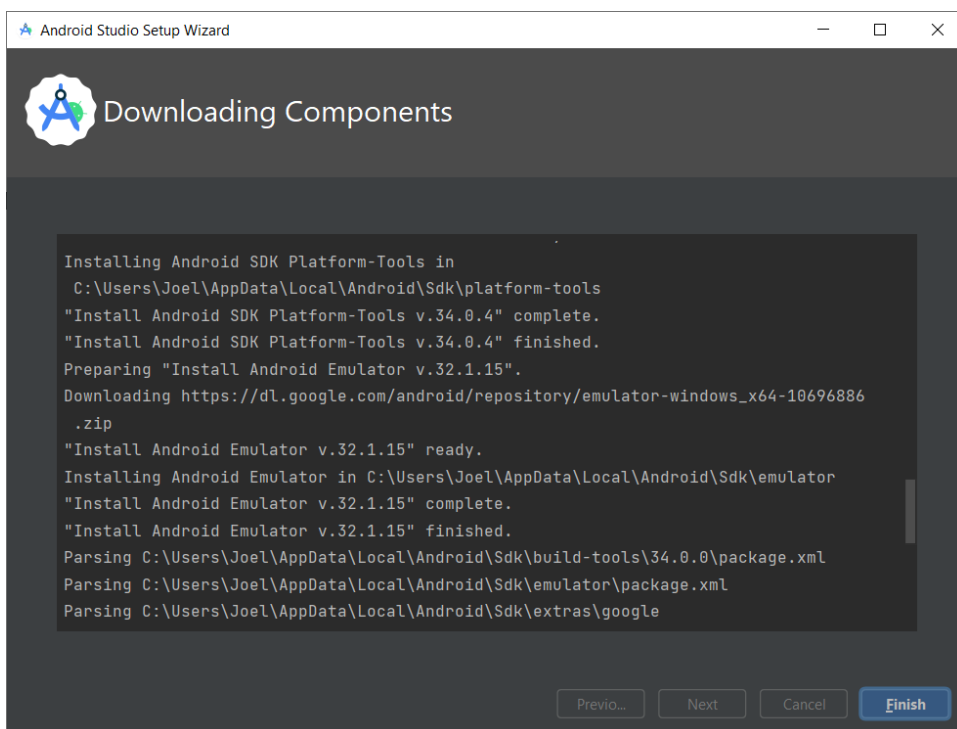 Android Studio Setup Wizard
Downloading Components
Installing Android SDK Platform-Tools in
C:\Users\Joel\AppData\Local\Android\Sdk\platform-tools
"Install Android SDK Platform-Tools v.34.0.4" complete.
"Install Android SDK Platform-Tools v.34.0.4" finished.
Preparing "Install Android Emulator v.32.1.15".
Downloading https://dl.google.com/android/repository/emulator-windows_x64-10696886
.zip
"Install Android Emulator v.32.1.15" ready.
Installing Android Emulator in C:\Users\Joel\AppData\Local\Android\Sdk\emulator
"Install Android Emulator v.32.1.15" complete.
"Install Android Emulator v.32.1.15" finished.
Parsing C:\Users\Joel\AppData\Local\Android\Sdk\build-tools\34.0.0\package.xml
Parsing C:\Users\Joel\AppData\Local\Android\Sdk\emulator\package.xml
Parsing C:\Users\Joel\AppData\Local\Android\Sdk\extras\google
Previo... Next Cancel Finish